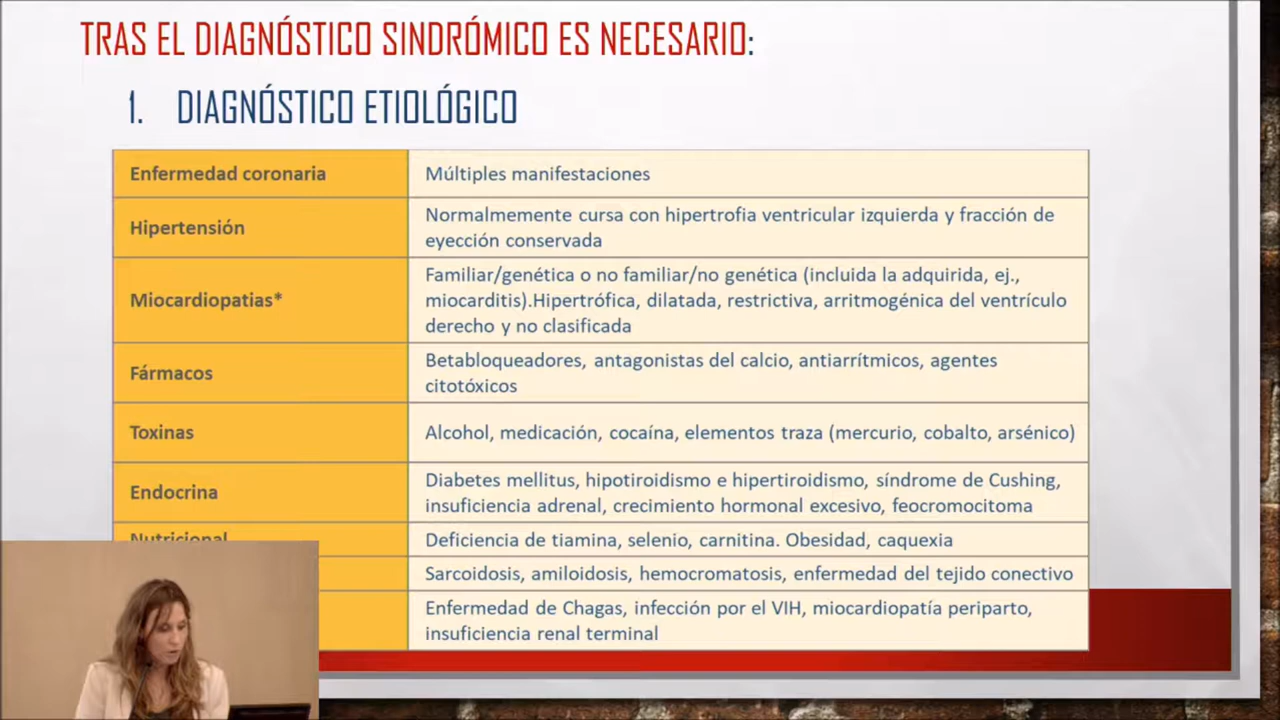 TRAS EL DIAGNÓSTICO SINDRÓMICO ES NECESARIO:
1. DIAGNÓSTICO ETIOLÓGICO
Enfermedad coronaria
Múltiples manifestaciones
Hipertensión
Normalmemente cursa con hipertrofia ventricular izquierda y fracción de
eyección conservada
Miocardiopatias*
Familiar/genética o no familiar/no genética (incluida la adquirida, ej.,
miocarditis).Hipertrófica, dilatada, restrictiva, arritmogénica del ventrículo
derecho y no clasificada
Fármacos
Betabloqueadores, antagonistas del calcio, antiarrítmicos, agentes
citotóxicos
Toxinas
Alcohol, medicación, cocaína, elementos traza (mercurio, cobalto, arsénico)
Endocrina
Diabetes mellitus, hipotiroidismo e hipertiroidismo, síndrome de Cushing,
insuficiencia adrenal, crecimiento hormonal excesivo, feocromocitoma
Nutricional
Deficiencia de tiamina, selenio, carnitina. Obesidad, caquexia
Sarcoidosis, amiloidosis, hemocromatosis, enfermedad del tejido conectivo
Enfermedad de Chagas, infección por el VIH, miocardiopatía periparto,
insuficiencia renal terminal